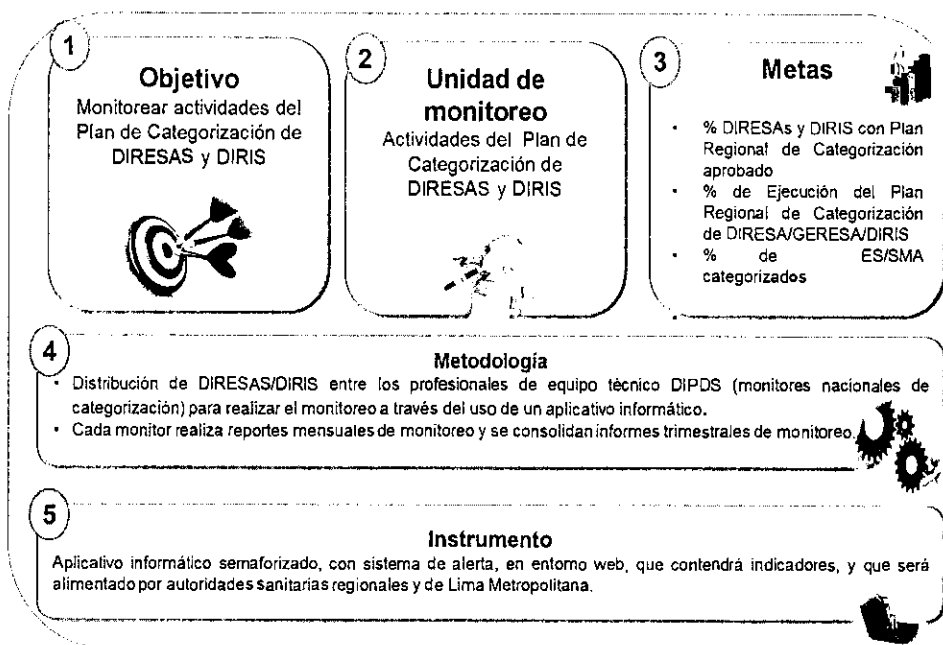 1
Objetivo
Monitorear actividades del
Plan de Categorización de
DIRESAS y DIRIS
2
Unidad de
monitoreo
Actividades del Plan de
Categorización de
DIRESAS y DIRIS
3
Metas
• % DIRESAs y DIRIS con Plan
Regional de Categorización
aprobado
• % de Ejecución del Plan
Regional de Categorización
de DIRESA/GERESA/DIRIS
• % de ES/SMA
categorizados
4
Metodología
• Distribución de DIRESAS/DIRIS entre los profesionales de equipo técnico DIPDS (monitores nacionales de
categorización) para realizar el monitoreo a través del uso de un aplicativo informático.
• Cada monitor realiza reportes mensuales de monitoreo y se consolidan informes trimestrales de monitoreo.
5
Instrumento
Aplicativo informático semaforizado, con sistema de alerta, en entorno web, que contendrá indicadores, y que será
alimentado por autoridades sanitarias regionales y de Lima Metropolitana.